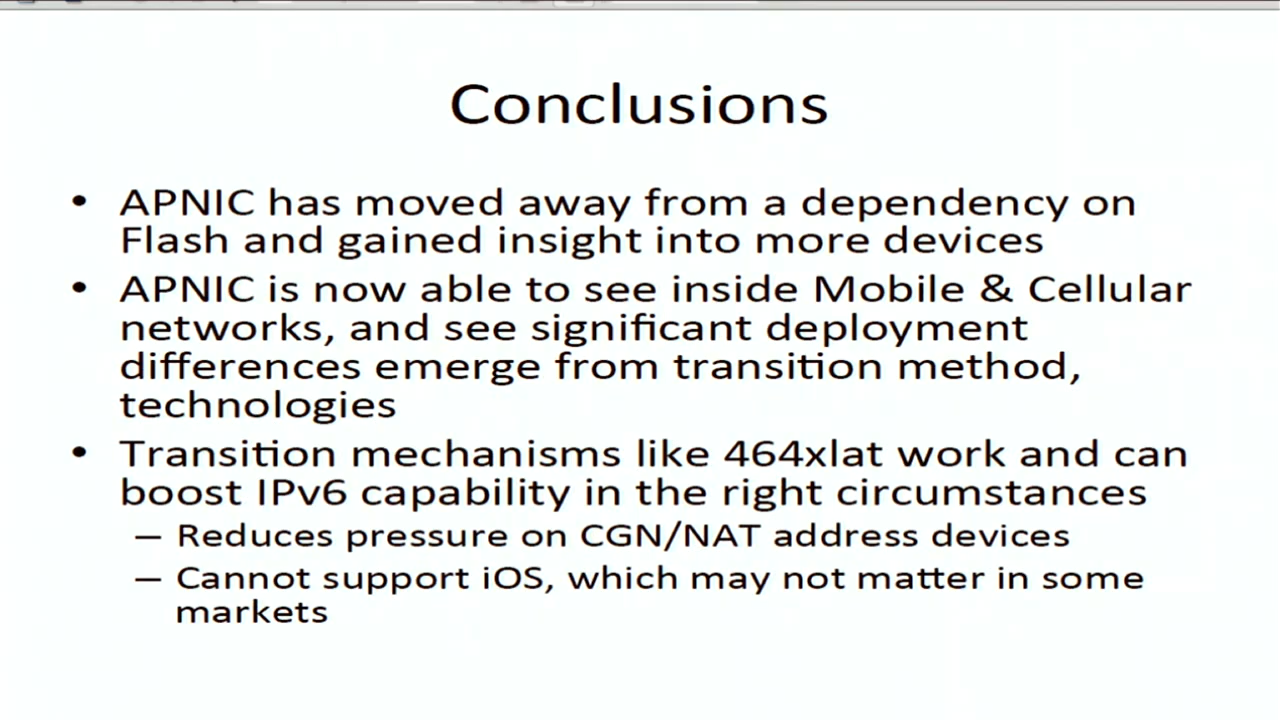 Conclusions
• APNIC has moved away from a dependency on
Flash and gained insight into more devices
• APNIC is now able to see inside Mobile & Cellular
networks, and see significant deployment
differences emerge from transition method,
technologies
• Transition mechanisms like 464xlat work and can
boost IPv6 capability in the right circumstances
– Reduces pressure on CGN/NAT address devices
– Cannot support iOS, which may not matter in some
markets